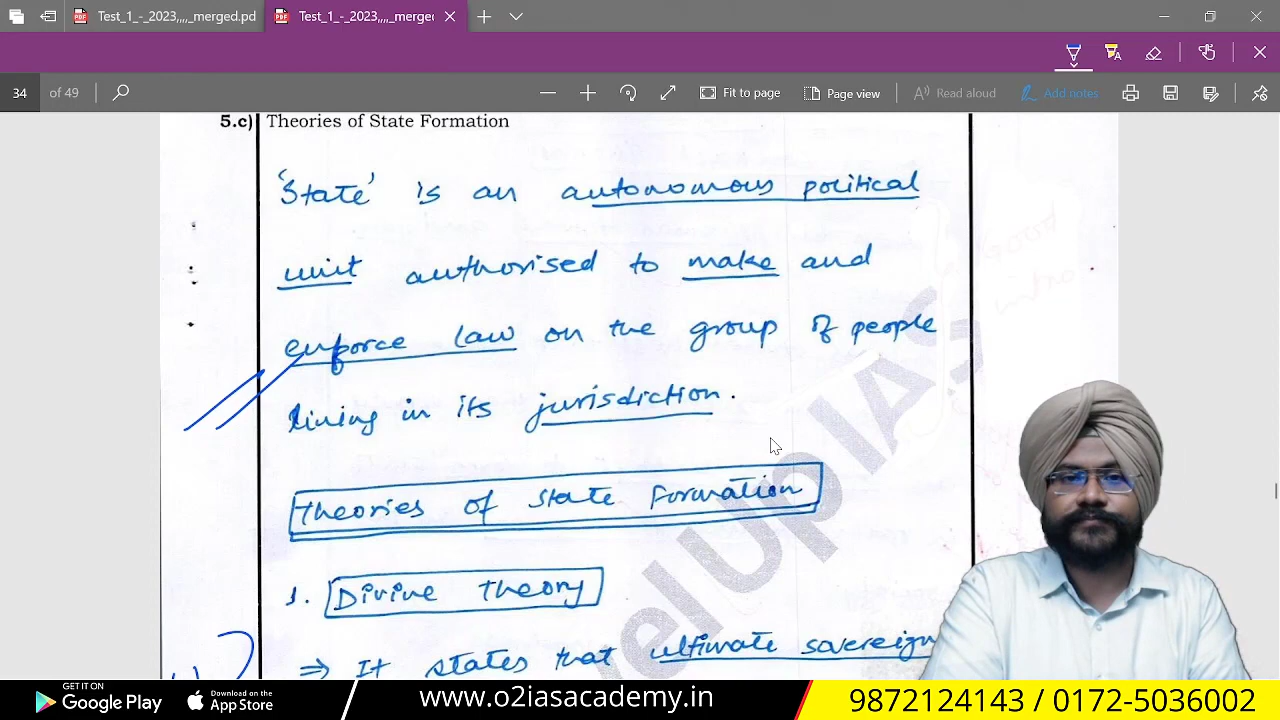 Test_1_-_2023,,,,_merged.pd
Test_1_-_2023,,,,_merge
34 of 49
Fit to page
Page view
Read aloud
Add notes
5.c) Theories of State Formation
'State' is an autonomous political
unit authorised to make and
enforce law on the group of people
living in its jurisdiction.
Theories of State Formation
1. Divine Theory
⇒ It states that ultimate sovereign
vel Up IAS
GET IT ON
Google Play
Download on the
App Store
www.o2iasacademy.in
9872124143 / 0172-5036002